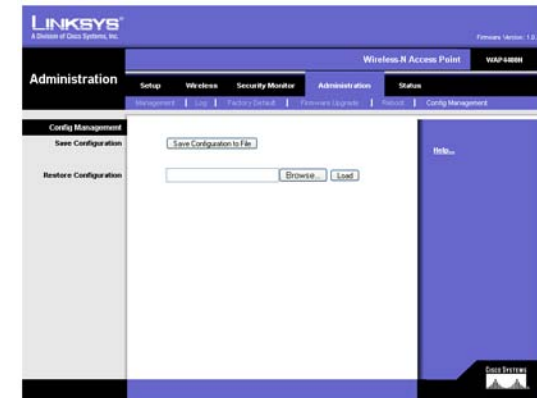 LINKSYS®
A Division of Cisco Systems, Inc.
Firmware Version: 1.0.
Wireless-N Access Point
WAP4400N
Administration
Setup
Wireless
Security Monitor
Administration
Status
Management | Log | Factory Default | Firmware Upgrade | Reboot | Config Management
Config Management
Save Configuration
Save Configuration to File
Help...
Restore Configuration
Browse...
Load
CISCO SYSTEMS